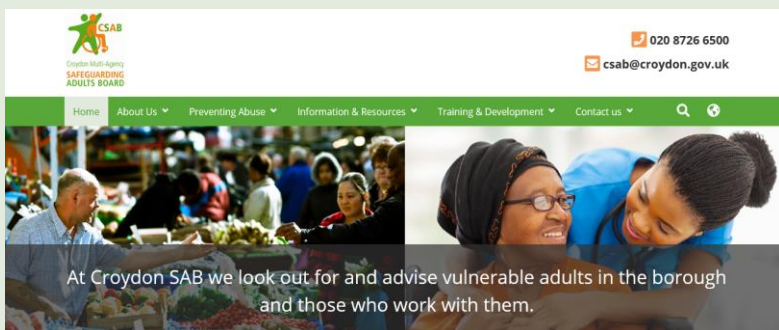 CSAB
Croydon Multi-Agency
SAFEGUARDING
ADULTS BOARD
020 8726 6500
csab@croydon.gov.uk
Home About Us Preventing Abuse Information & Resources Training & Development Contact us
At Croydon SAB we look out for and advise vulnerable adults in the borough
and those who work with them.